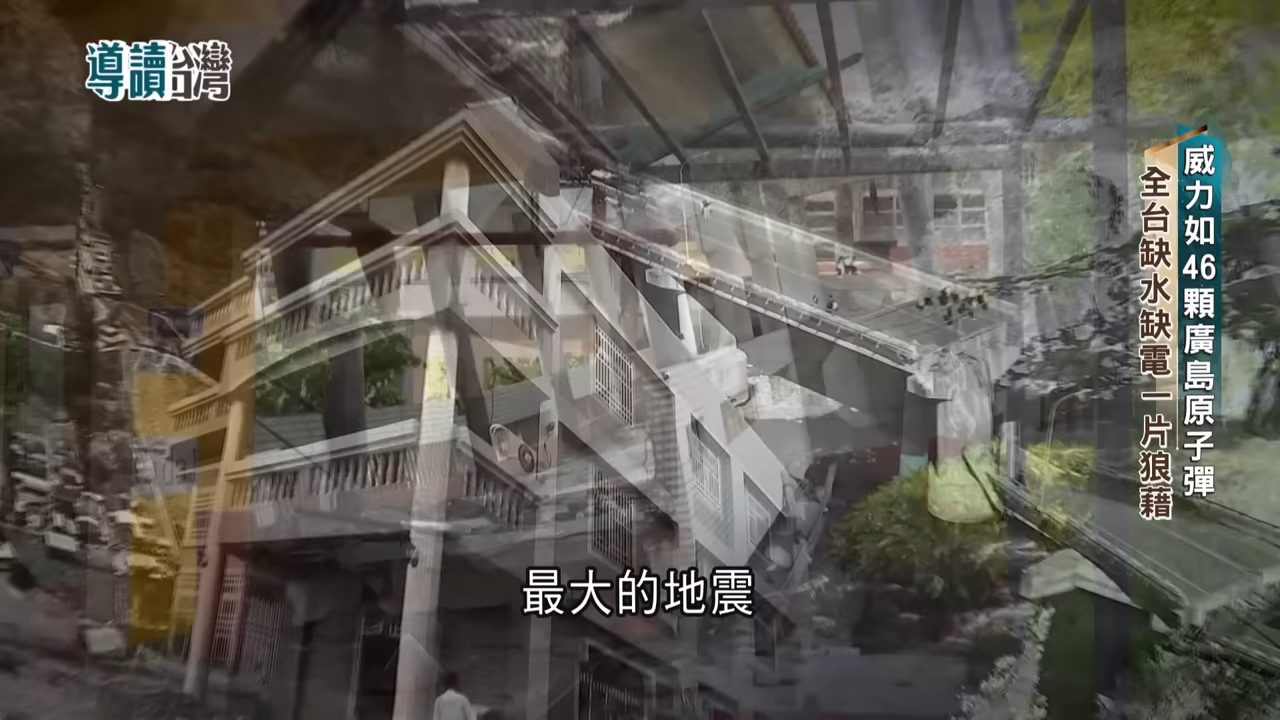 導讀台灣
威力如46顆廣島原子彈
全台缺水缺電一片狼藉
最大的地震